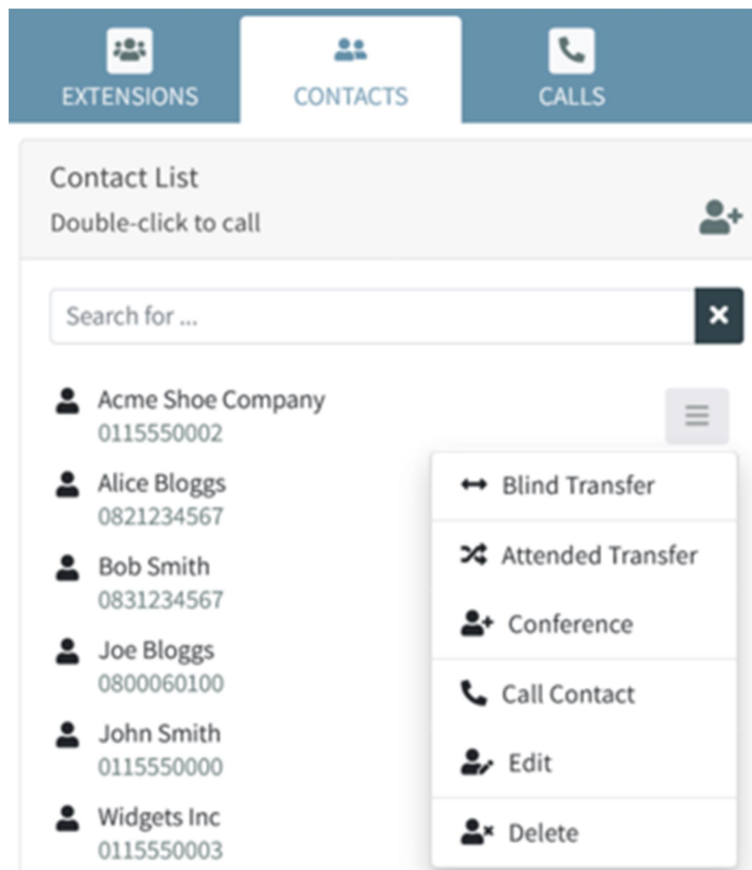 EXTENSIONS
CONTACTS
CALLS
Contact List
Double-click to call
Search for ...
Acme Shoe Company
0115550002
Alice Bloggs
0821234567
Bob Smith
0831234567
Joe Bloggs
0800060100
John Smith
0115550000
Widgets Inc
0115550003
Blind Transfer
Attended Transfer
Conference
Call Contact
Edit
Delete